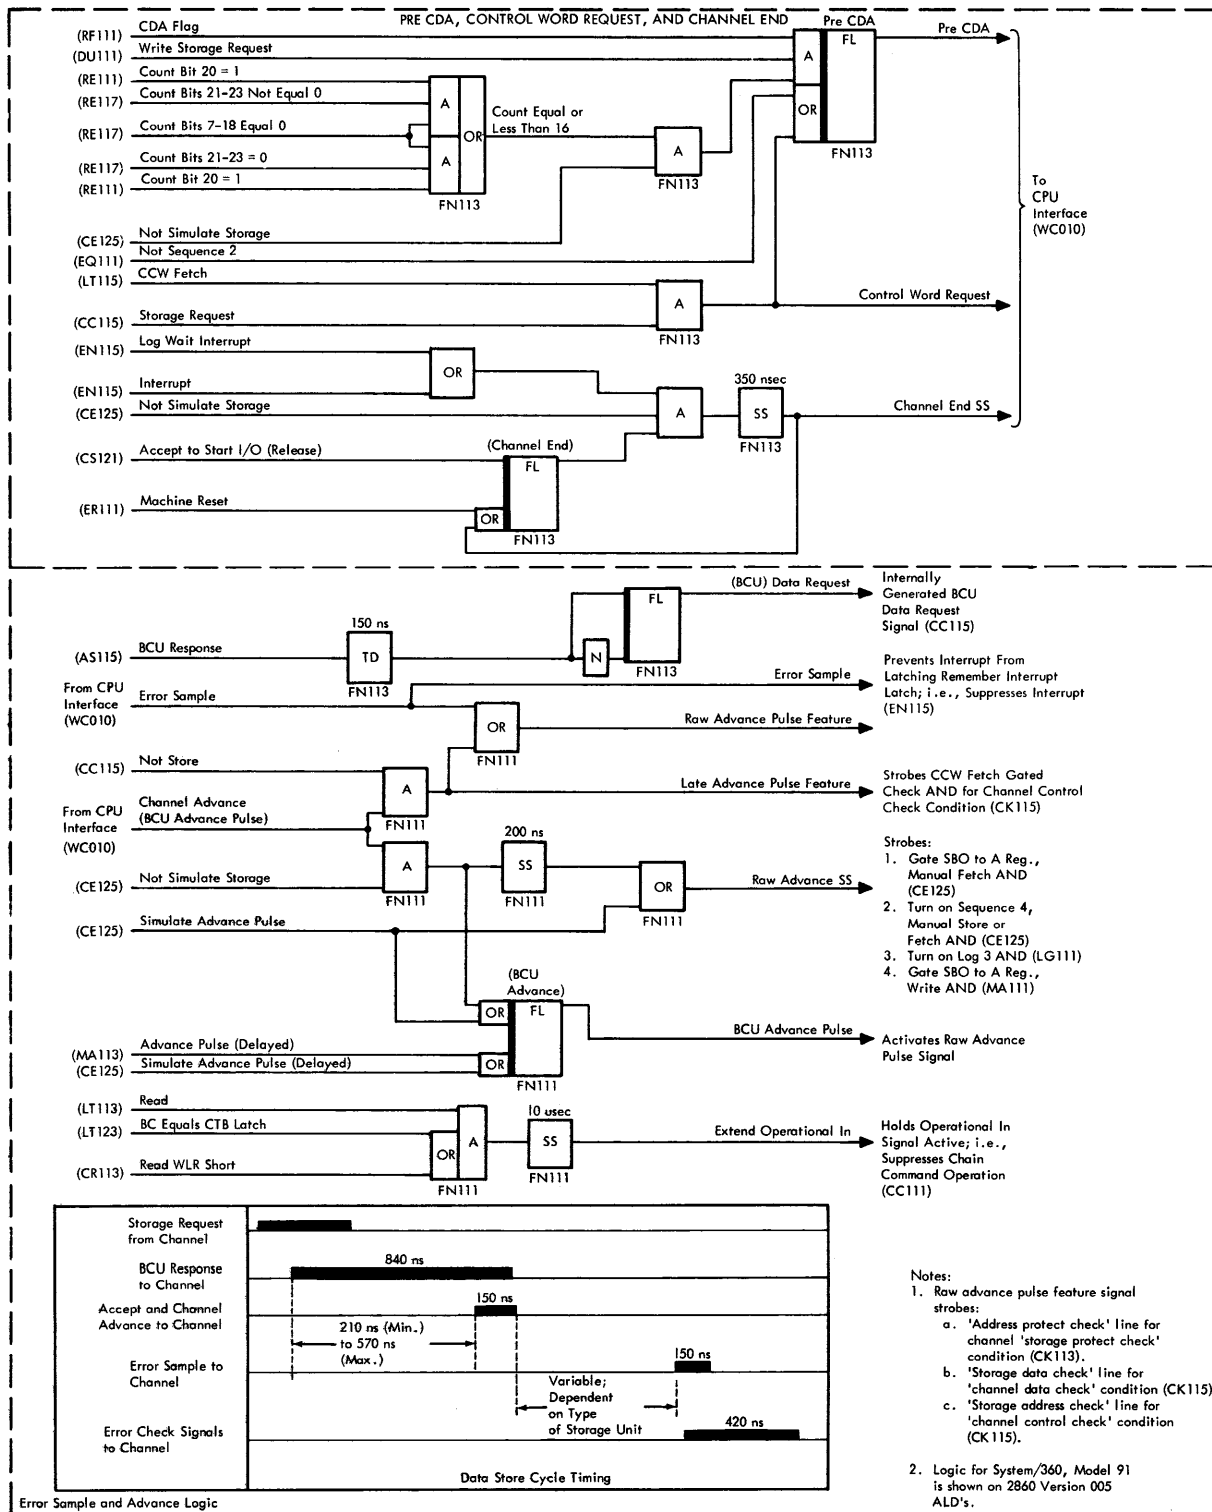 PRE CDA, CONTROL WORD REQUEST, AND CHANNEL END
(RF111) CDA Flag
(DU111) Write Storage Request
(RE111) Count Bit 20 = 1
(RE117) Count Bits 21-23 Not Equal 0
(RE117) Count Bits 7-18 Equal 0
(RE117) Count Bits 21-23 = 0
(RE111) Count Bit 20 = 1
A
A
OR
FN113
Count Equal or
Less Than 16
A
FN113
Pre CDA
A
OR
FL
FN113
Pre CDA
(CE125) Not Simulate Storage
(EQ111) Not Sequence 2
(LT115) CCW Fetch
(CC115) Storage Request
A
FN113
Control Word Request
(EN115) Log Wait Interrupt
(EN115) Interrupt
OR
(CE125) Not Simulate Storage
A
350 nsec
SS
FN113
Channel End SS
(CS121) Accept to Start I/O (Release)
(Channel End)
FL
(ER111) Machine Reset
OR
FN113
To
CPU
Interface
(WC010)
(AS115) BCU Response
150 ns
TD
FN113
N
FL
FN113
(BCU) Data Request
Internally
Generated BCU
Data Request
Signal (CC115)
From CPU
Interface
(WC010)
Error Sample
Error Sample
Prevents Interrupt From
Latching Remember Interrupt
Latch; i.e., Suppresses Interrupt
(EN115)
OR
FN111
Raw Advance Pulse Feature
(CC115) Not Store
A
FN111
Late Advance Pulse Feature
Strobes CCW Fetch Gated
Check AND for Channel Control
Check Condition (CK115)
From CPU
Interface
(WC010)
Channel Advance
(BCU Advance Pulse)
(CE125) Not Simulate Storage
A
FN111
200 ns
SS
FN111
OR
FN111
Raw Advance SS
Strobes:
1. Gate SBO to A Reg.,
Manual Fetch AND
(CE125)
2. Turn on Sequence 4,
Manual Store or
Fetch AND (CE125)
3. Turn on Log 3 AND (LG111)
4. Gate SBO to A Reg.,
Write AND (MA111)
(CE125) Simulate Advance Pulse
(BCU
Advance)
OR
FL
OR
FN111
BCU Advance Pulse
Activates Raw Advance
Pulse Signal
(MA113) Advance Pulse (Delayed)
(CE125) Simulate Advance Pulse (Delayed)
(LT113) Read
(LT123) BC Equals CTB Latch
(CR113) Read WLR Short
OR
A
FN111
10 usec
SS
FN111
Extend Operational In
Holds Operational In
Signal Active; i.e.,
Suppresses Chain
Command Operation
(CC111)
Storage Request
from Channel
BCU Response
to Channel
840 ns
Accept and Channel
Advance to Channel
150 ns
210 ns (Min.)
to 570 ns
(Max.)
Error Sample to
Channel
150 ns
Variable;
Dependent
on Type
of Storage Unit
Error Check Signals
to Channel
420 ns
Data Store Cycle Timing
Error Sample and Advance Logic
Notes:
1. Raw advance pulse feature signal
strobes:
a. 'Address protect check' line for
channel 'storage protect check'
condition (CK113).
b. 'Storage data check' line for
'channel data check' condition (CK115)
c. 'Storage address check' line for
'channel control check' condition
(CK115).
2. Logic for System/360, Model 91
is shown on 2860 Version 005
ALD's.